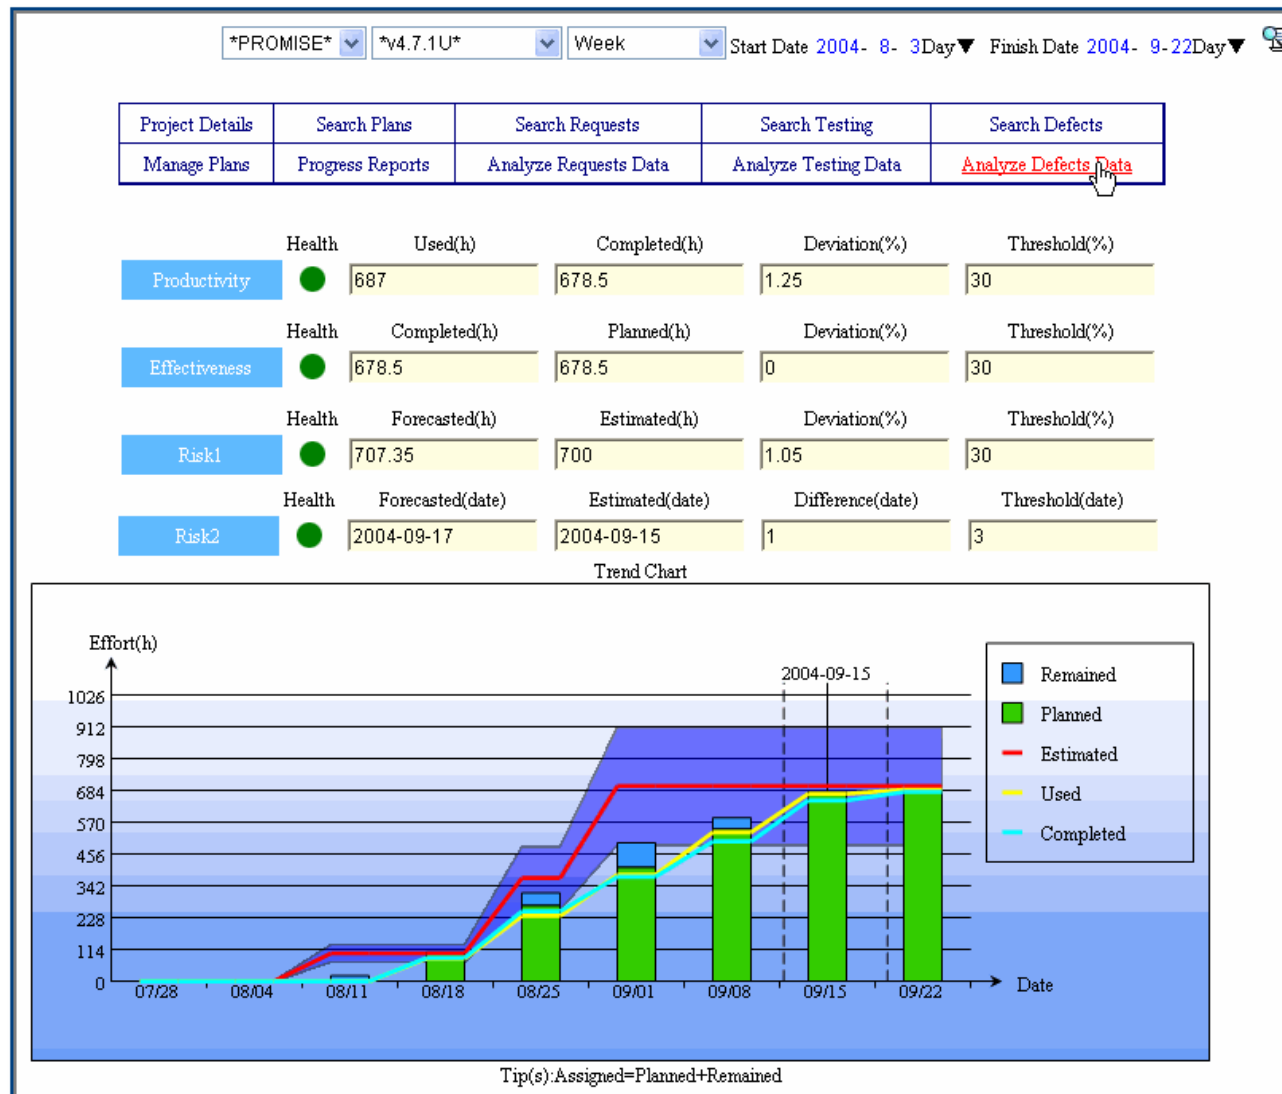 *PROMISE* *v4.7.1U* Week Start Date 2004- 8- 3Day▼ Finish Date 2004- 9-22Day▼
Project Details Search Plans Search Requests Search Testing Search Defects
Manage Plans Progress Reports Analyze Requests Data Analyze Testing Data Analyze Defects Data
Health Used(h) Completed(h) Deviation(%) Threshold(%)
Productivity 687 678.5 1.25 30
Health Completed(h) Planned(h) Deviation(%) Threshold(%)
Effectiveness 678.5 678.5 0 30
Health Forecasted(h) Estimated(h) Deviation(%) Threshold(%)
Risk1 707.35 700 1.05 30
Health Forecasted(date) Estimated(date) Difference(date) Threshold(date)
Risk2 2004-09-17 2004-09-15 1 3
Trend Chart
Effort(h)
2004-09-15
1026
912
798
684
570
456
342
228
114
0
07/28 08/04 08/11 08/18 08/25 09/01 09/08 09/15 09/22
Date
Remained
Planned
Estimated
Used
Completed
Tip(s):Assigned=Planned+Remained